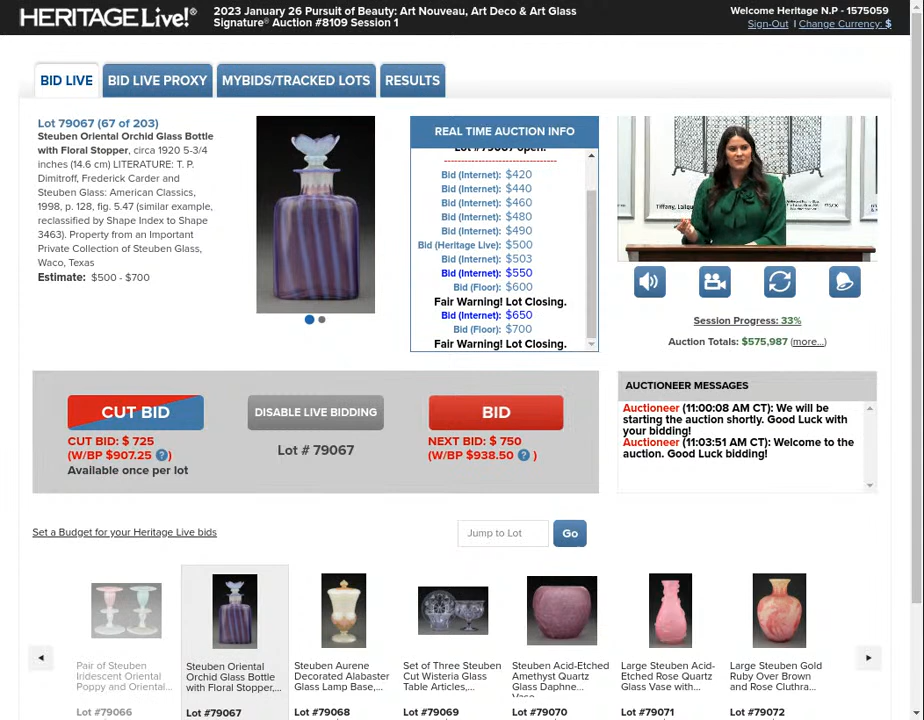 HERITAGE Live!®
2023 January 26 Pursuit of Beauty: Art Nouveau, Art Deco & Art Glass
Signature® Auction #8109 Session 1
Welcome Heritage N.P - 1575059
Sign-Out | Change Currency: $
BID LIVE
BID LIVE PROXY
MYBIDS/TRACKED LOTS
RESULTS
Lot 79067 (67 of 203)
Steuben Oriental Orchid Glass Bottle
with Floral Stopper, circa 1920 5-3/4
inches (14.6 cm) LITERATURE: T. P.
Dimitroff, Frederick Carder and
Steuben Glass: American Classics,
1998, p. 128, fig. 5.47 (similar example,
reclassified by Shape Index to Shape
3463). Property from an Important
Private Collection of Steuben Glass,
Waco, Texas
Estimate: $500 - $700
REAL TIME AUCTION INFO
Lot #79067 open.
Bid (Internet): $420
Bid (Internet): $440
Bid (Internet): $460
Bid (Internet): $480
Bid (Internet): $490
Bid (Heritage Live): $500
Bid (Internet): $503
Bid (Internet): $550
Bid (Floor): $600
Fair Warning! Lot Closing.
Bid (Internet): $650
Bid (Floor): $700
Fair Warning! Lot Closing.
Session Progress: 33%
Auction Totals: $575,987 (more...)
CUT BID
CUT BID: $ 725
(W/BP $907.25 ?)
Available once per lot
DISABLE LIVE BIDDING
Lot # 79067
BID
NEXT BID: $ 750
(W/BP $938.50 ? )
AUCTIONEER MESSAGES
Auctioneer (11:00:08 AM CT): We will be
starting the auction shortly. Good Luck with
your bidding!
Auctioneer (11:03:51 AM CT): Welcome to the
auction. Good Luck bidding!
Set a Budget for your Heritage Live bids
Jump to Lot
Go
Pair of Steuben
Iridescent Oriental
Poppy and Oriental...
Lot #79066
Steuben Oriental
Orchid Glass Bottle
with Floral Stopper,...
Lot #79067
Steuben Aurene
Decorated Alabaster
Glass Lamp Base,...
Lot #79068
Set of Three Steuben
Cut Wisteria Glass
Table Articles,...
Lot #79069
Steuben Acid-Etched
Amethyst Quartz
Glass Daphne...
Vase
Lot #79070
Large Steuben Acid-
Etched Rose Quartz
Glass Vase with...
Lot #79071
Large Steuben Gold
Ruby Over Brown
and Rose Cluthra...
Lot #79072